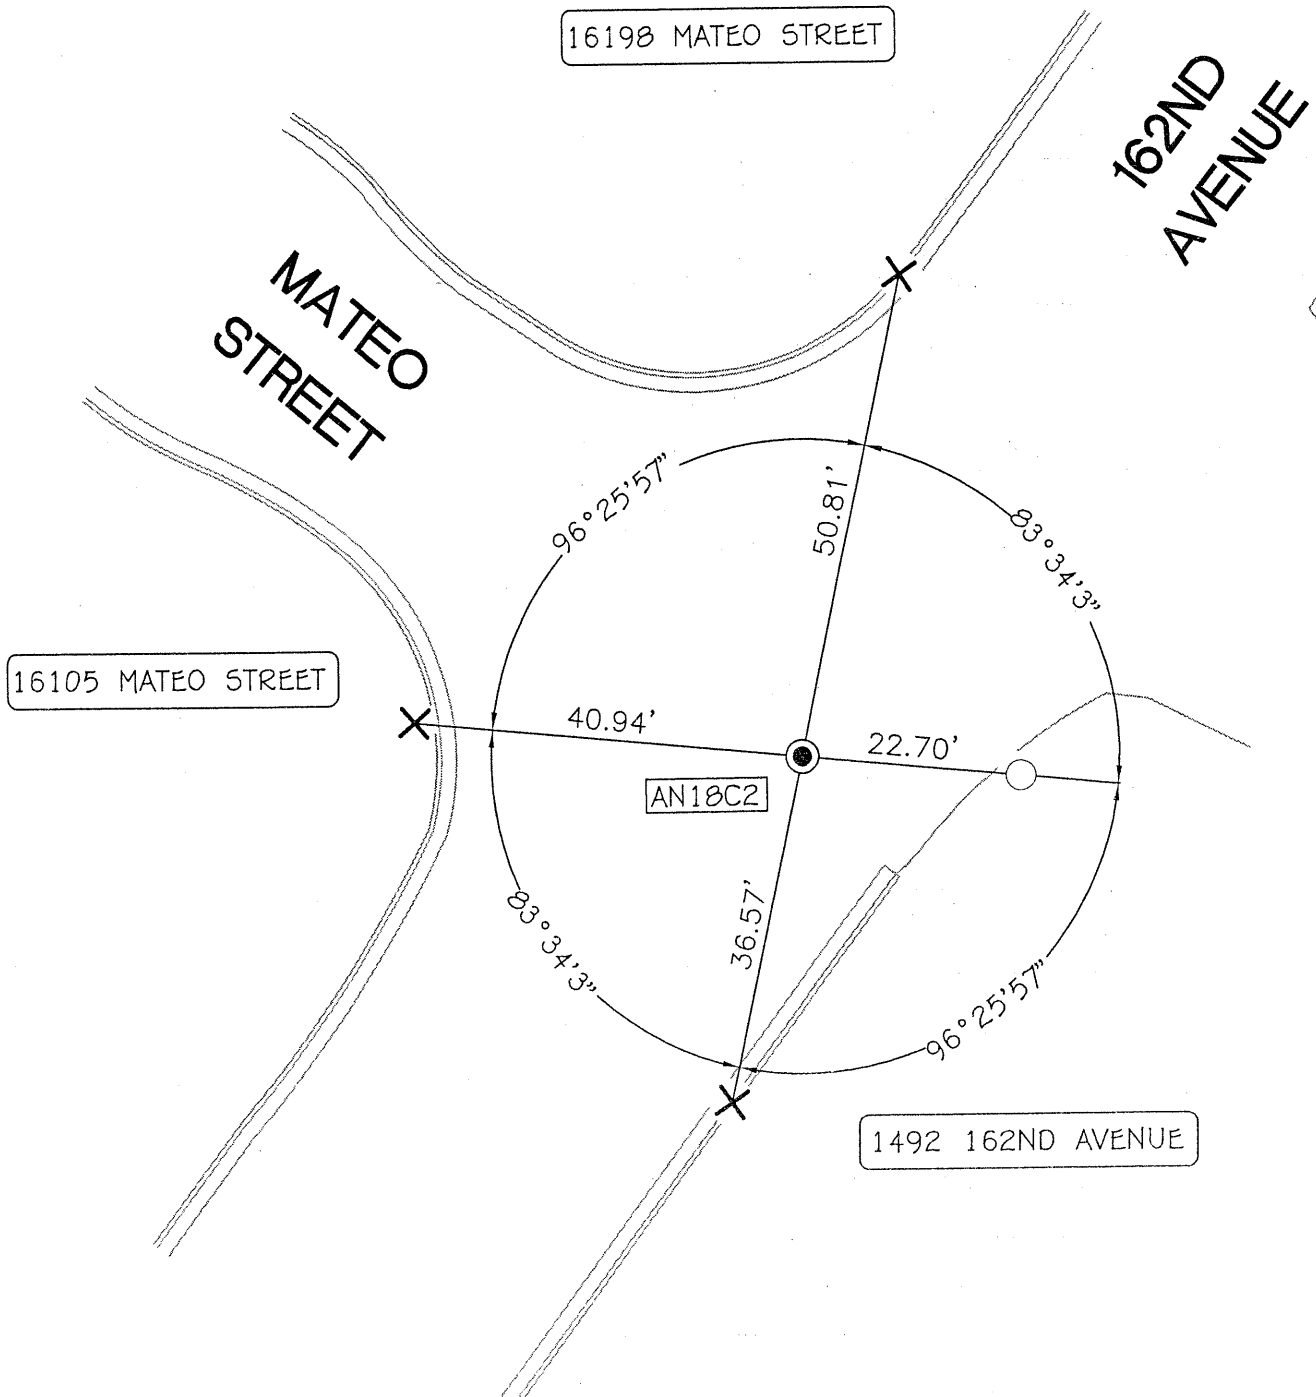 16198 MATEO STREET
162ND
AVENUE
MATEO
STREET
96°25'57"
50.81'
83°34'3"
16105 MATEO STREET
40.94'
22.70'
AN18C2
83°34'3"
36.57'
96°25'57"
1492 162ND AVENUE